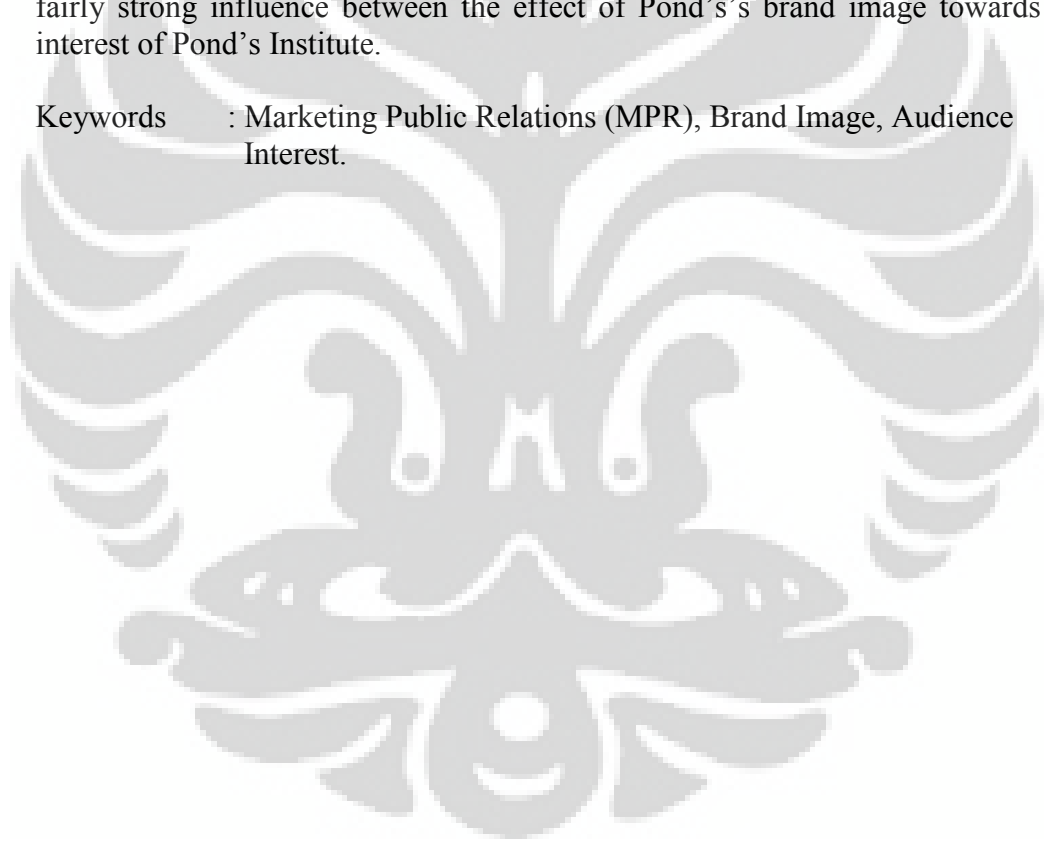 fairly strong influence between the effect of Pond’s’s brand image towards
interest of Pond’s Institute.
Keywords : Marketing Public Relations (MPR), Brand Image, Audience
Interest.